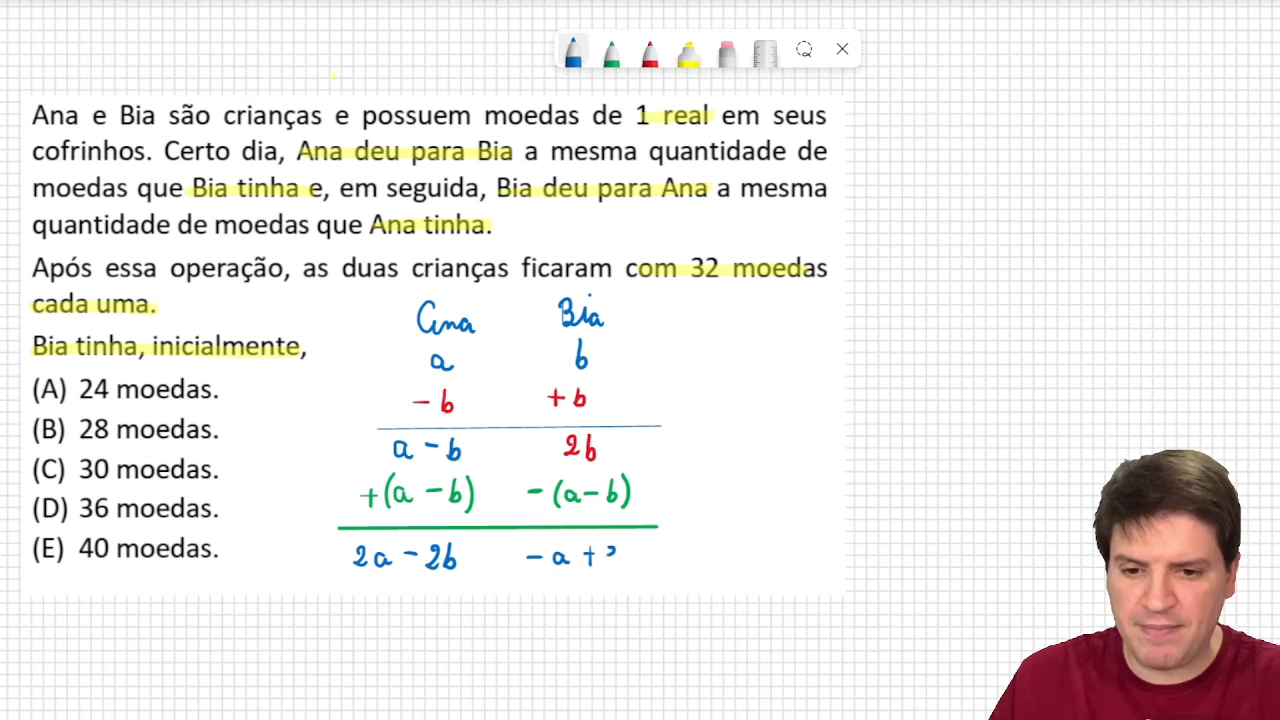 Ana e Bia são crianças e possuem moedas de 1 real em seus
cofrinhos. Certo dia, Ana deu para Bia a mesma quantidade de
moedas que Bia tinha e, em seguida, Bia deu para Ana a mesma
quantidade de moedas que Ana tinha.
Após essa operação, as duas crianças ficaram com 32 moedas
cada uma.
Bia tinha, inicialmente,
(A) 24 moedas.
(B) 28 moedas.
(C) 30 moedas.
(D) 36 moedas.
(E) 40 moedas.
Ana Bia
a b
- b + b
a - b 2b
+(a - b) - (a - b)
2a - 2b - a +